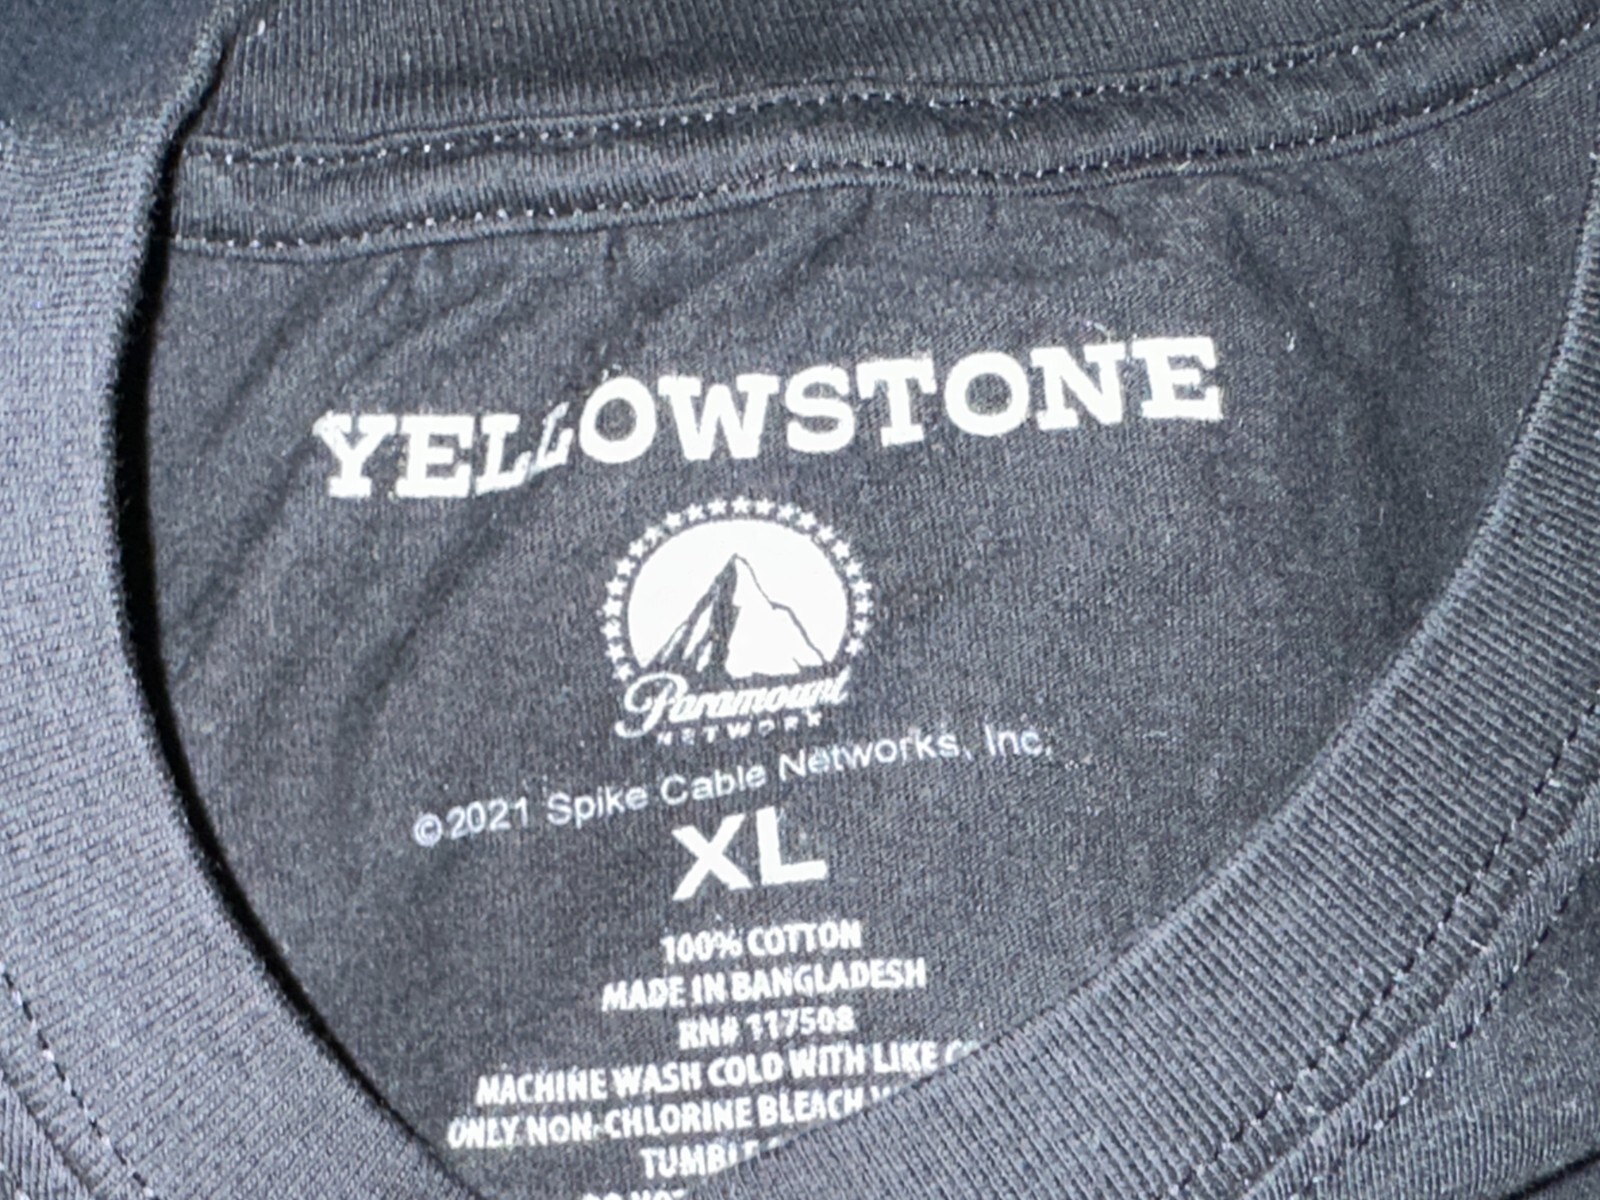 YELLOWSTONE
Paramount
NETWORK
©2021 Spike Cable Networks, Inc.
XL
100% COTTON
MADE IN BANGLADESH
RN# 117508
MACHINE WASH COLD WITH LIKE
ONLY NON-CHLORINE BLEACH